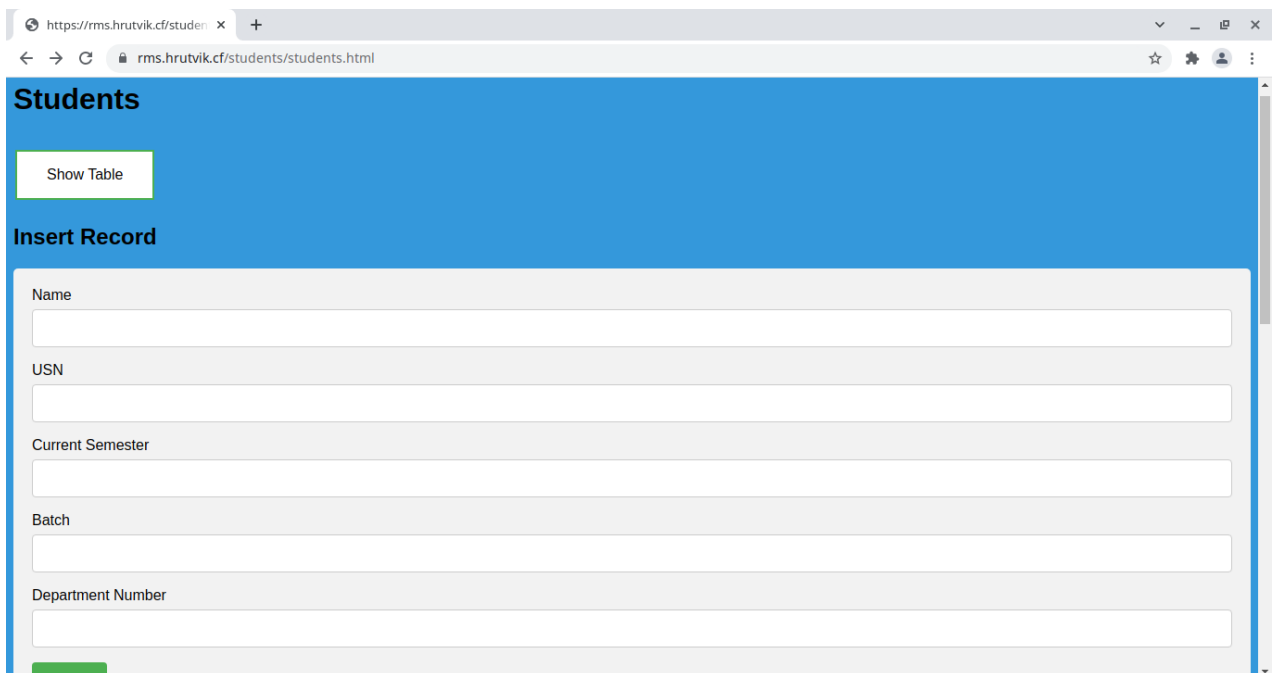 https://rms.hrutvik.cf/studen
rms.hrutvik.cf/students/students.html
Students
Show Table
Insert Record
Name
USN
Current Semester
Batch
Department Number